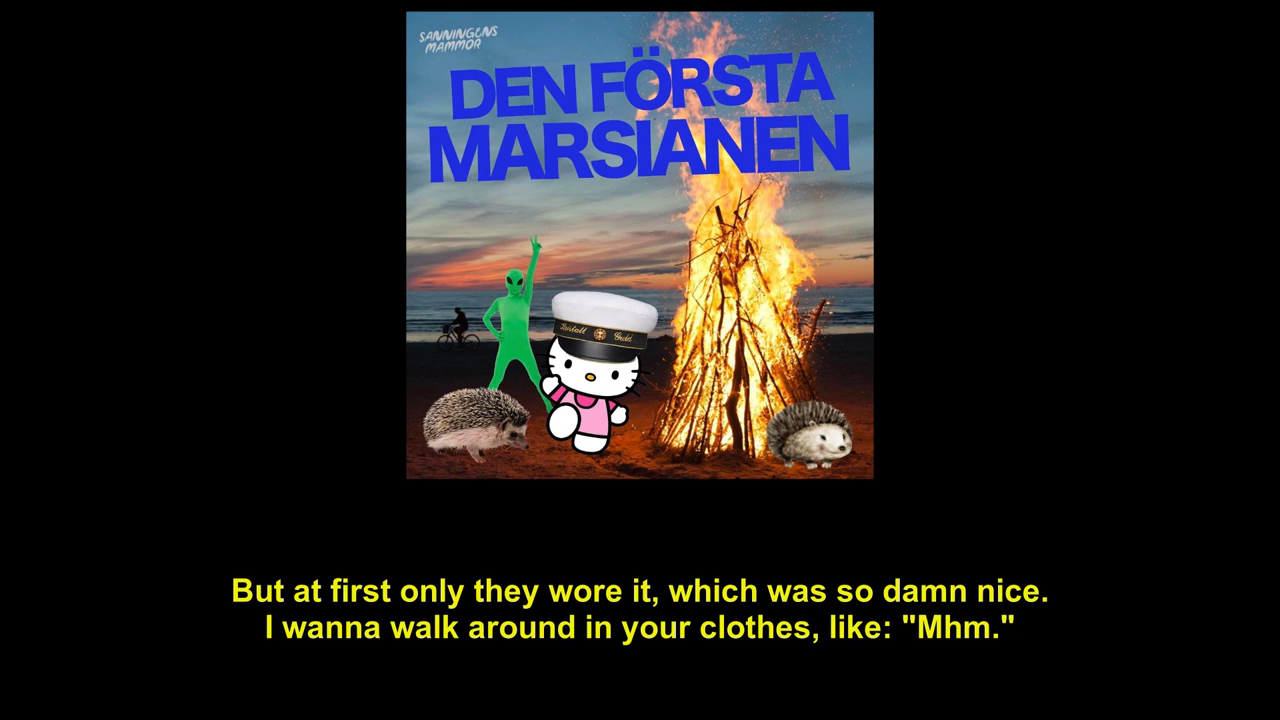 SANNINGENS
MAMMOR
DEN FÖRSTA
MARSIANEN
But at first only they wore it, which was so damn nice.
I wanna walk around in your clothes, like: "Mhm."